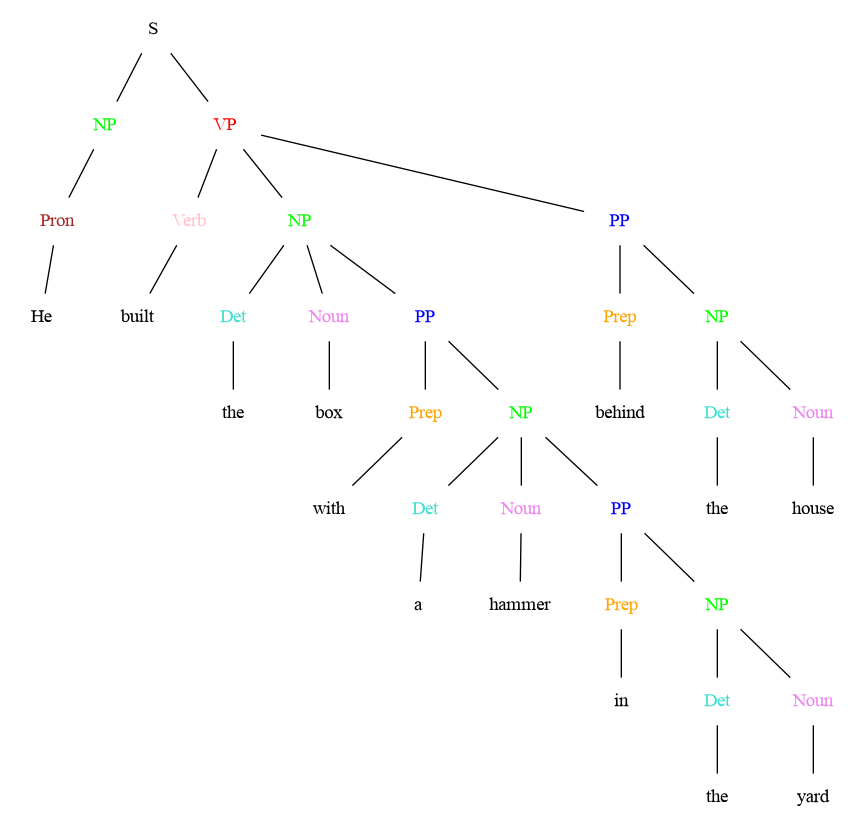 S
NP VP
Pron Verb NP PP
He built Det Noun PP Prep NP
the box Prep NP behind Det Noun
with Det Noun PP the house
a hammer Prep NP
in Det Noun
the yard